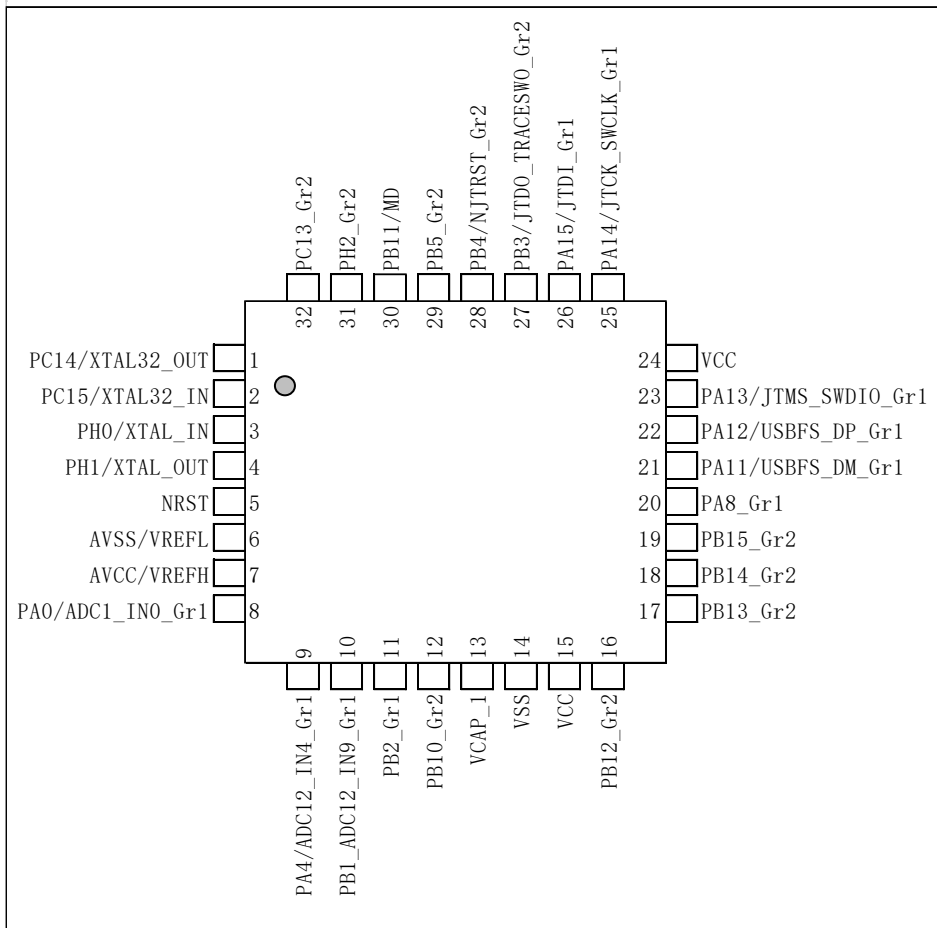 PC13_Gr2
PH2_Gr2
PB11/MD
PB5_Gr2
PB4/NJTRST_Gr2
PB3/JTDO_TRACESWO_Gr2
PA15/JTDI_Gr1
PA14/JTCK_SWCLK_Gr1
32
31
30
29
28
27
26
25
PC14/XTAL32_OUT 1
PC15/XTAL32_IN 2
PH0/XTAL_IN 3
PH1/XTAL_OUT 4
NRST 5
AVSS/VREFL 6
AVCC/VREFH 7
PA0/ADC1_IN0_Gr1 8
24 VCC
23 PA13/JTMS_SWDIO_Gr1
22 PA12/USBFS_DP_Gr1
21 PA11/USBFS_DM_Gr1
20 PA8_Gr1
19 PB15_Gr2
18 PB14_Gr2
17 PB13_Gr2
9
10
11
12
13
14
15
16
PA4/ADC12_IN4_Gr1
PB1_ADC12_IN9_Gr1
PB2_Gr1
PB10_Gr2
VCAP_1
VSS
VCC
PB12_Gr2